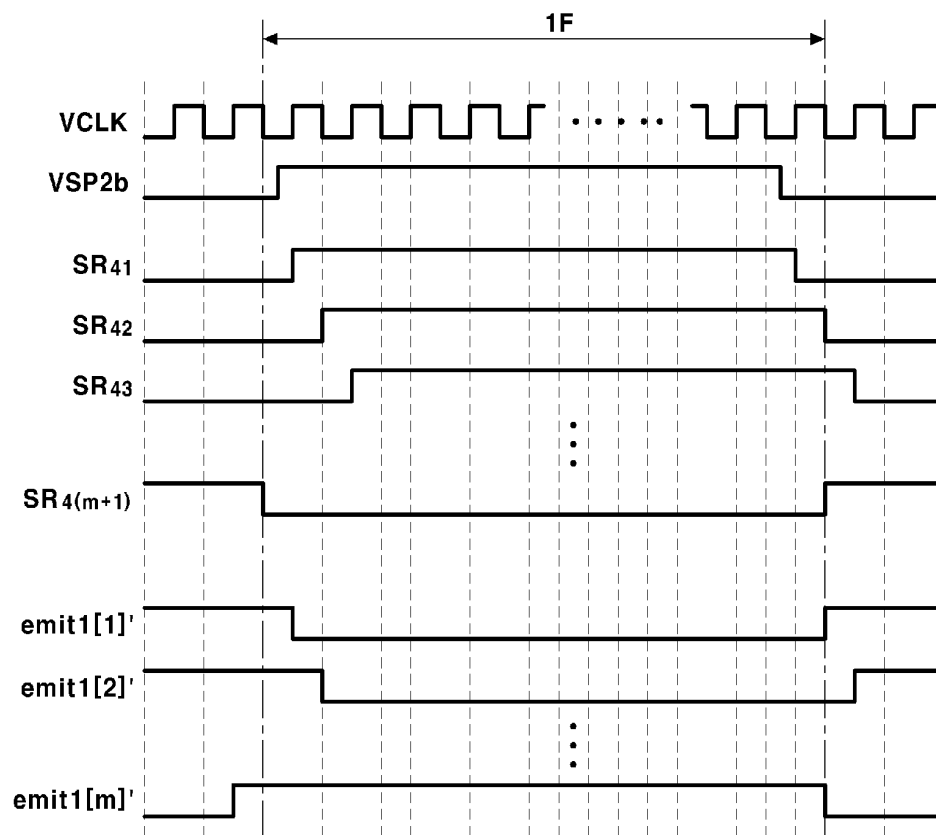 1F
VCLK
VSP2b
SR41
SR42
SR43
SR4(m+1)
emit1[1]'
emit1[2]'
emit1[m]'